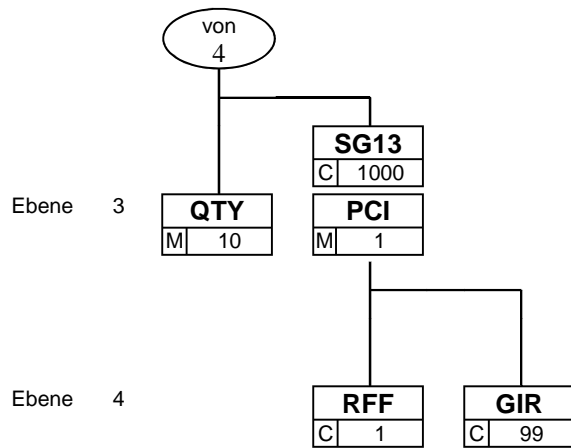 von
4
SG13
C 1000
Ebene 3 QTY PCI
M 10 M 1
Ebene 4 RFF GIR
C 1 C 99